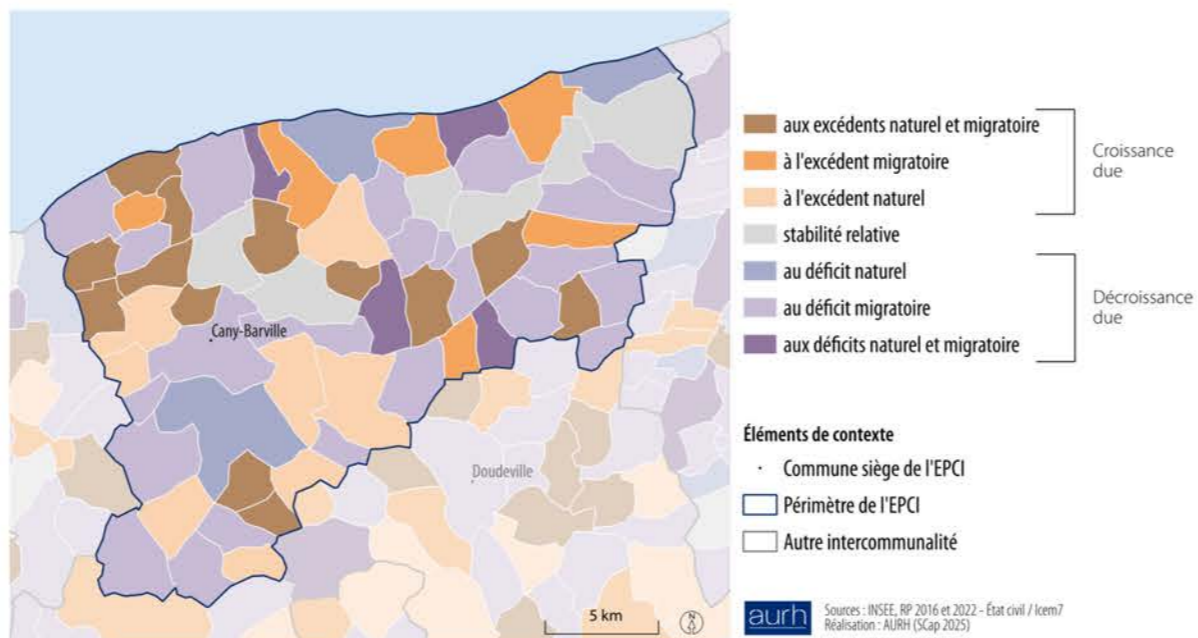 aux excédents naturel et migratoire
à l'excédent migratoire
à l'excédent naturel
Croissance
due
stabilité relative
au déficit naturel
au déficit migratoire
aux déficits naturel et migratoire
Décroissance
due
Cany-Barville
Doudeville
Éléments de contexte
Commune siège de l'EPCI
Périmètre de l'EPCI
Autre intercommunalité
5 km
N
aurh
Sources : INSEE, RP 2016 et 2022 - État civil / Icem7
Réalisation : AURH (SCap 2025)